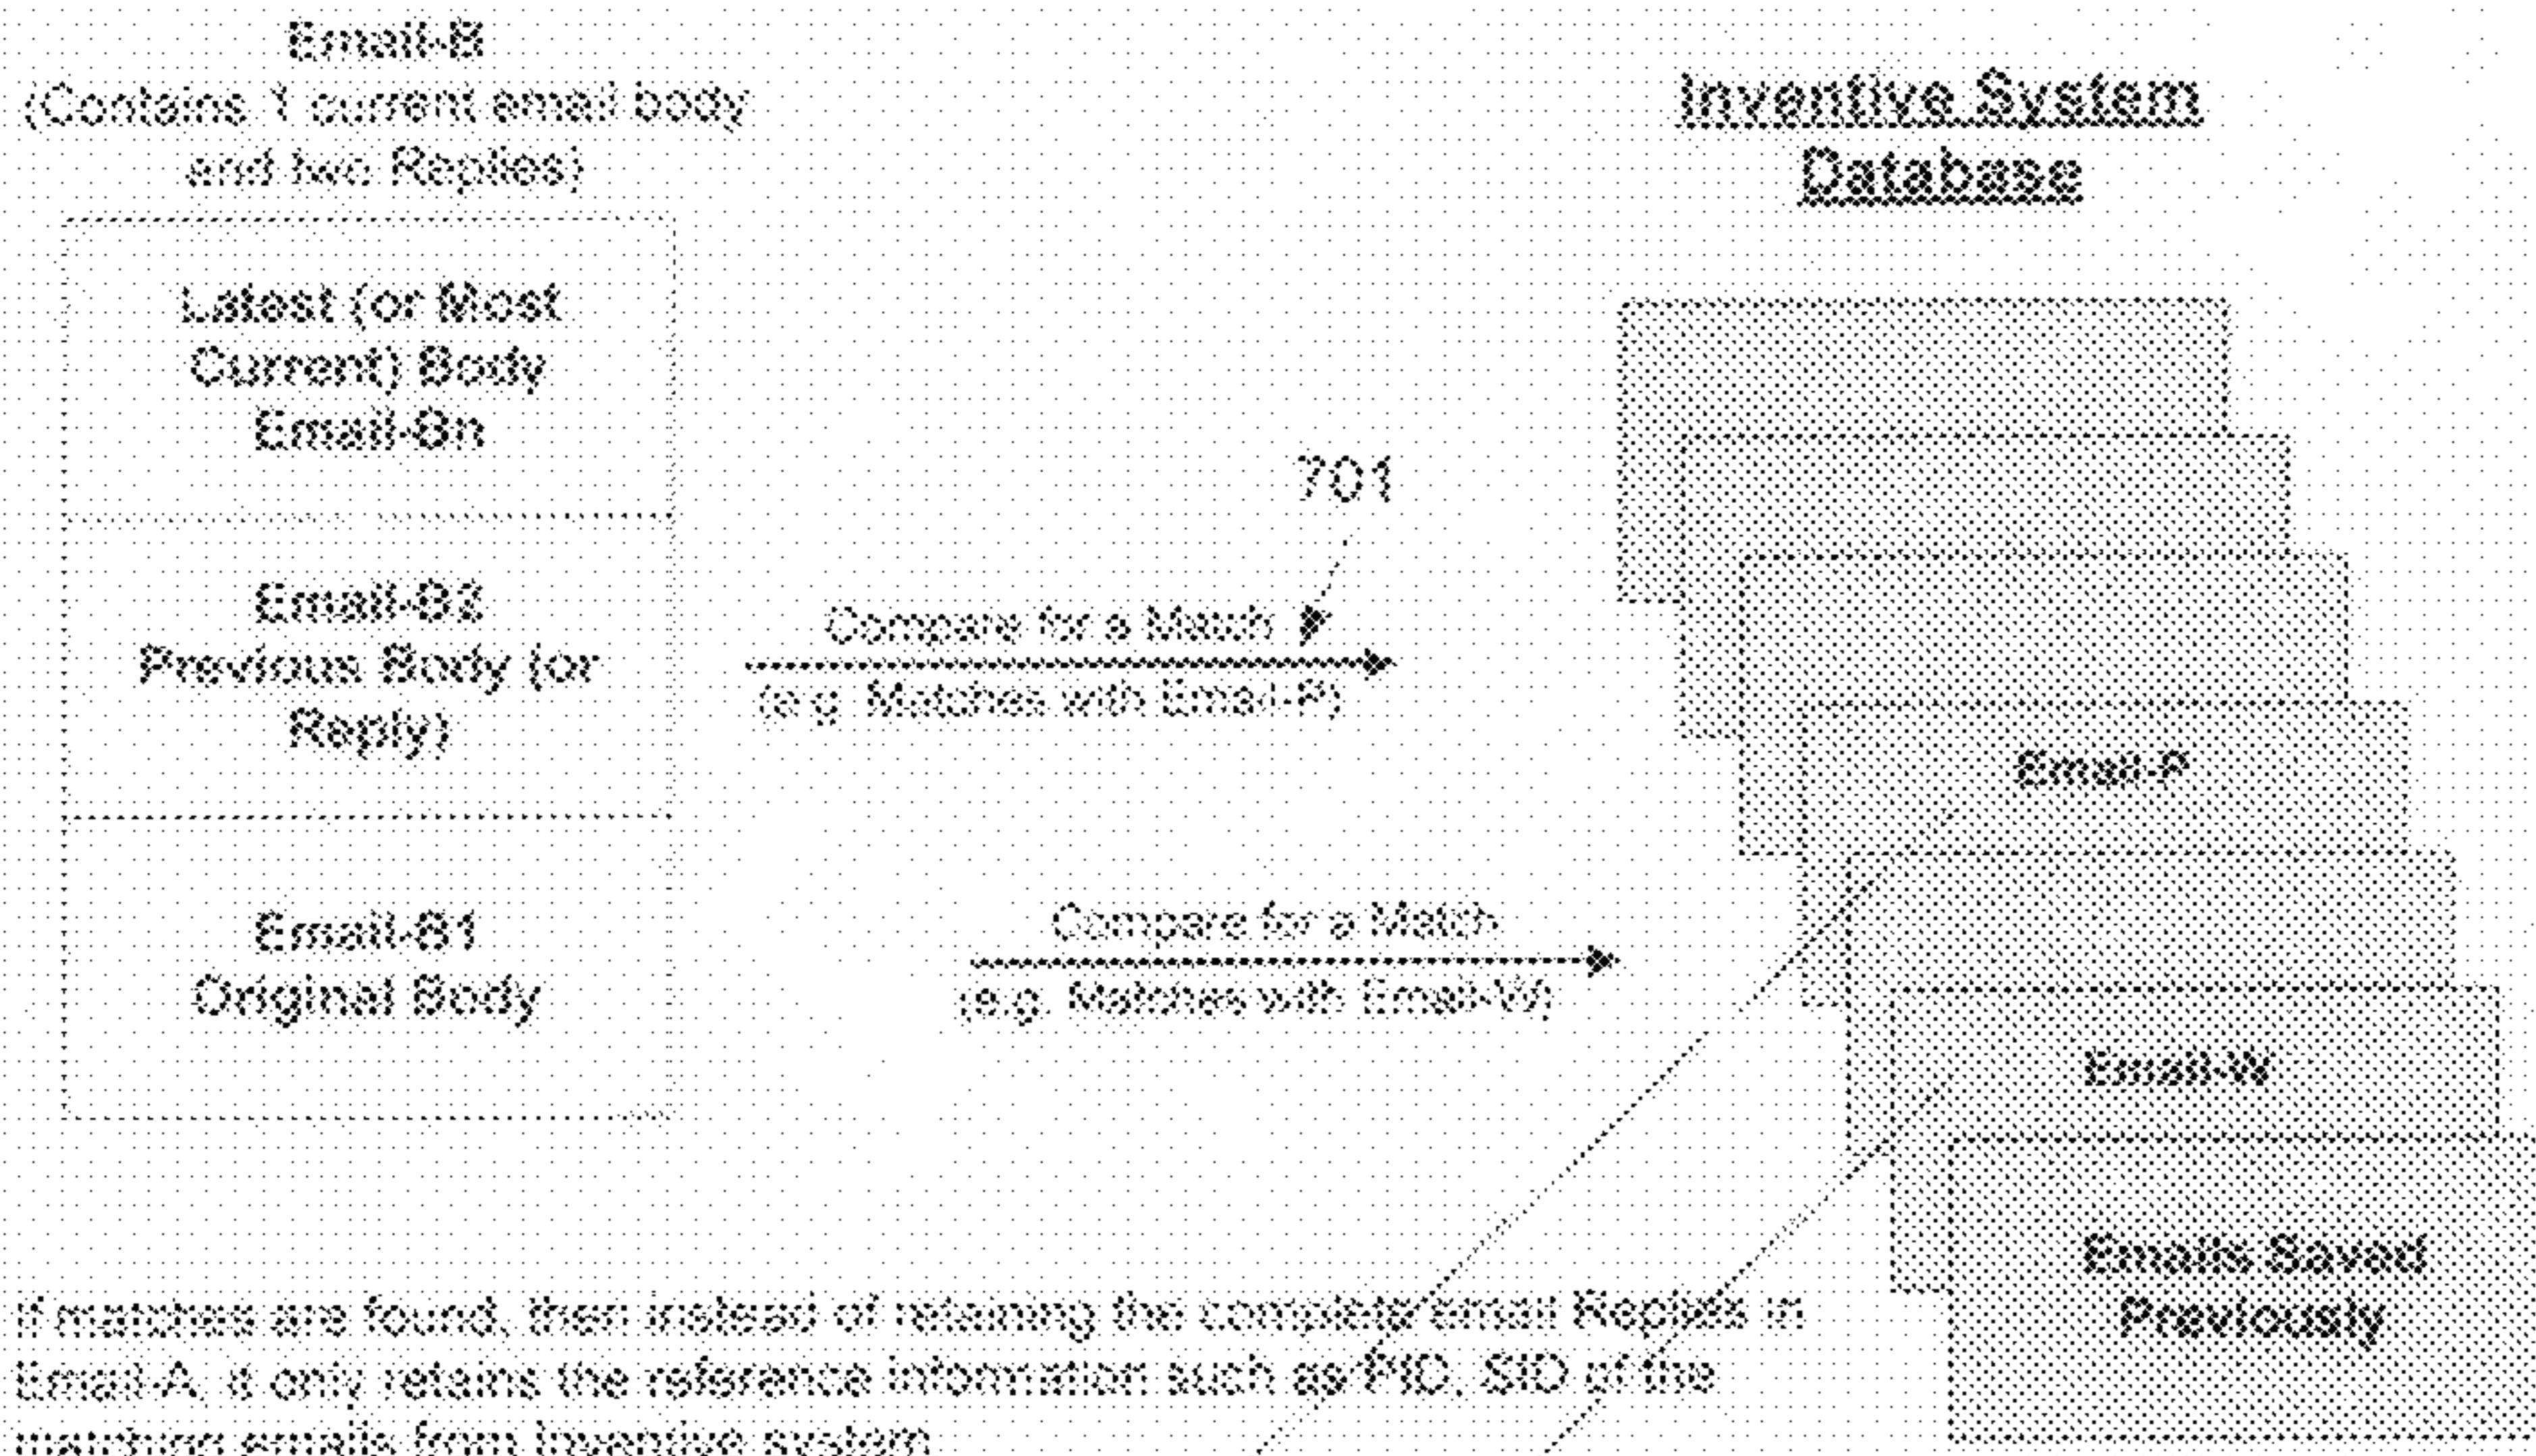 Email-B
(Contains 1 current email body
and two Replies)
Inventive System
Database
Latest (or Most
Current) Body
Email-Bn
701
Email-B2
Previous Body (or
Reply)
Compare for a Match
(e.g. Matches with Email-P)
Email-P
Email-B1
Original Body
Compare for a Match
(e.g. Matches with Email-W)
Email-W
Emails Saved
Previously
If matches are found, then instead of retaining the complete email Replies in
Email-A, it only retains the reference information such as PID, SID of the
matching emails from Inventive system